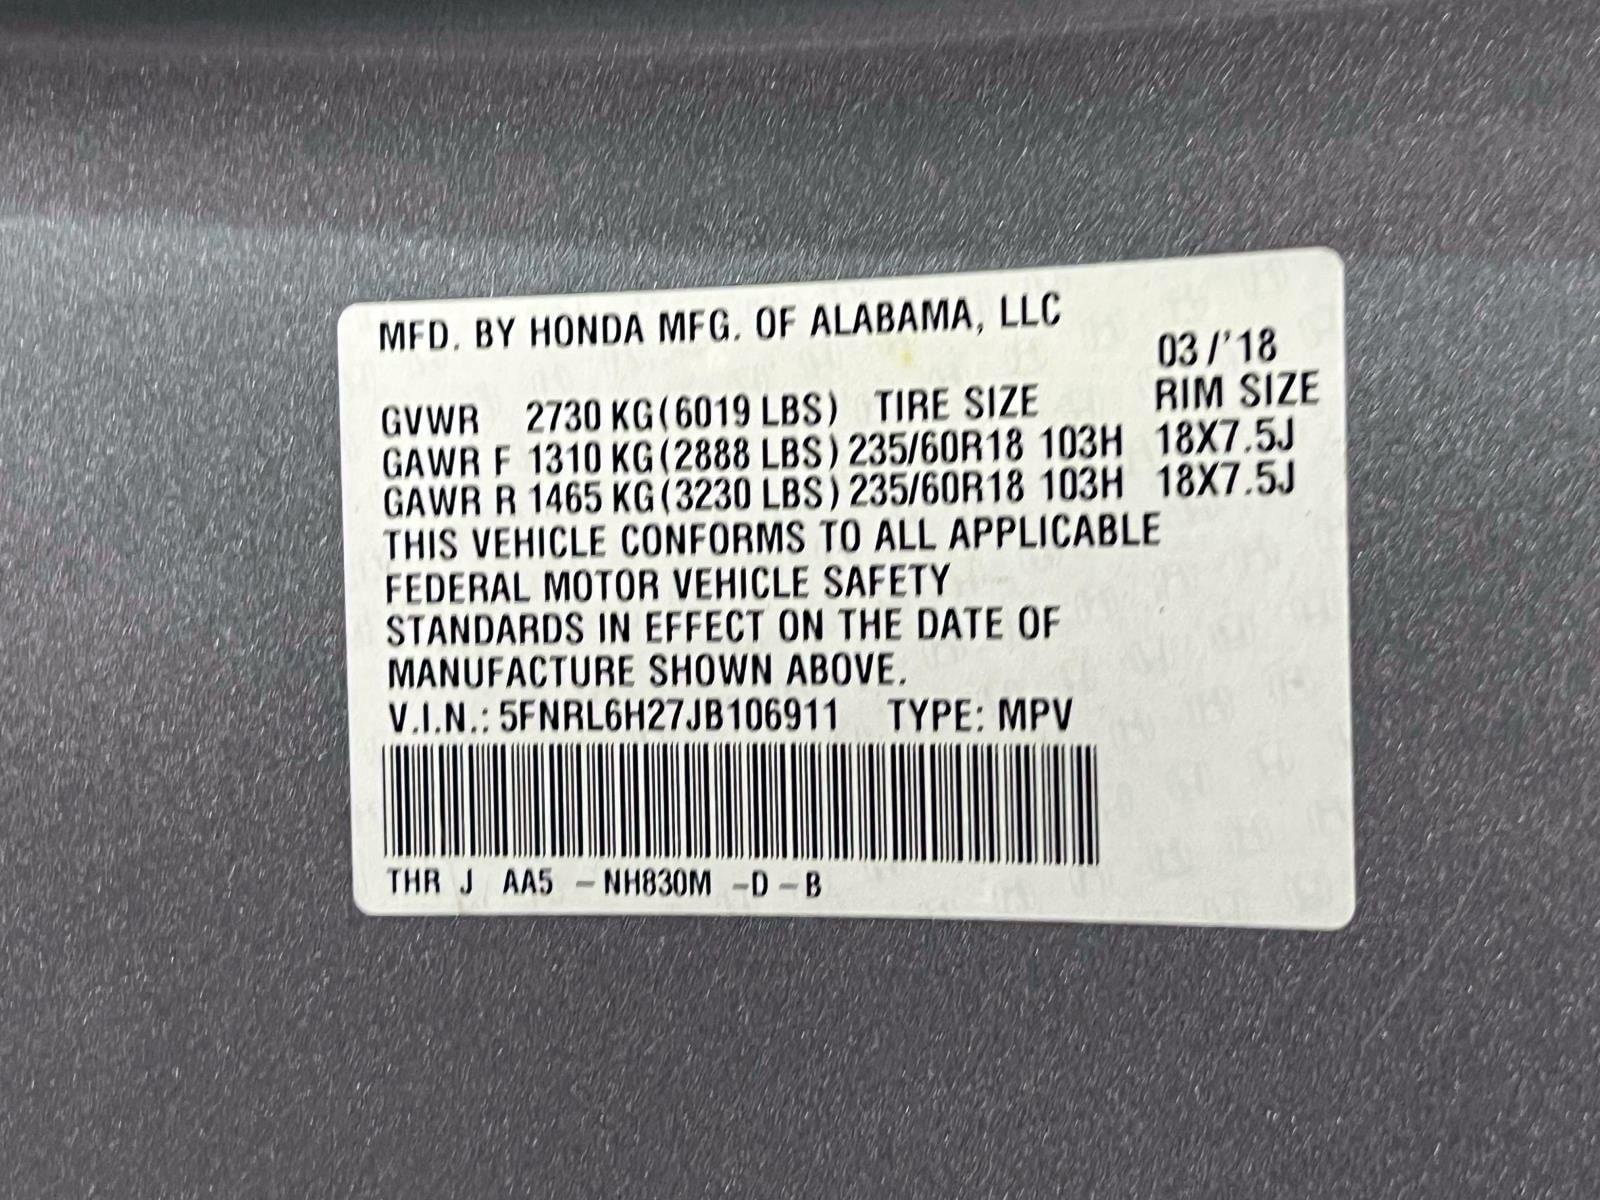 MFD. BY HONDA MFG. OF ALABAMA, LLC
03/'18
GVWR 2730 KG(6019 LBS) TIRE SIZE RIM SIZE
GAWR F 1310 KG(2888 LBS) 235/60R18 103H 18X7.5J
GAWR R 1465 KG(3230 LBS) 235/60R18 103H 18X7.5J
THIS VEHICLE CONFORMS TO ALL APPLICABLE
FEDERAL MOTOR VEHICLE SAFETY
STANDARDS IN EFFECT ON THE DATE OF
MANUFACTURE SHOWN ABOVE.
V.I.N.: 5FNRL6H27JB106911 TYPE: MPV
THR J AA5 -NH830M -D-B